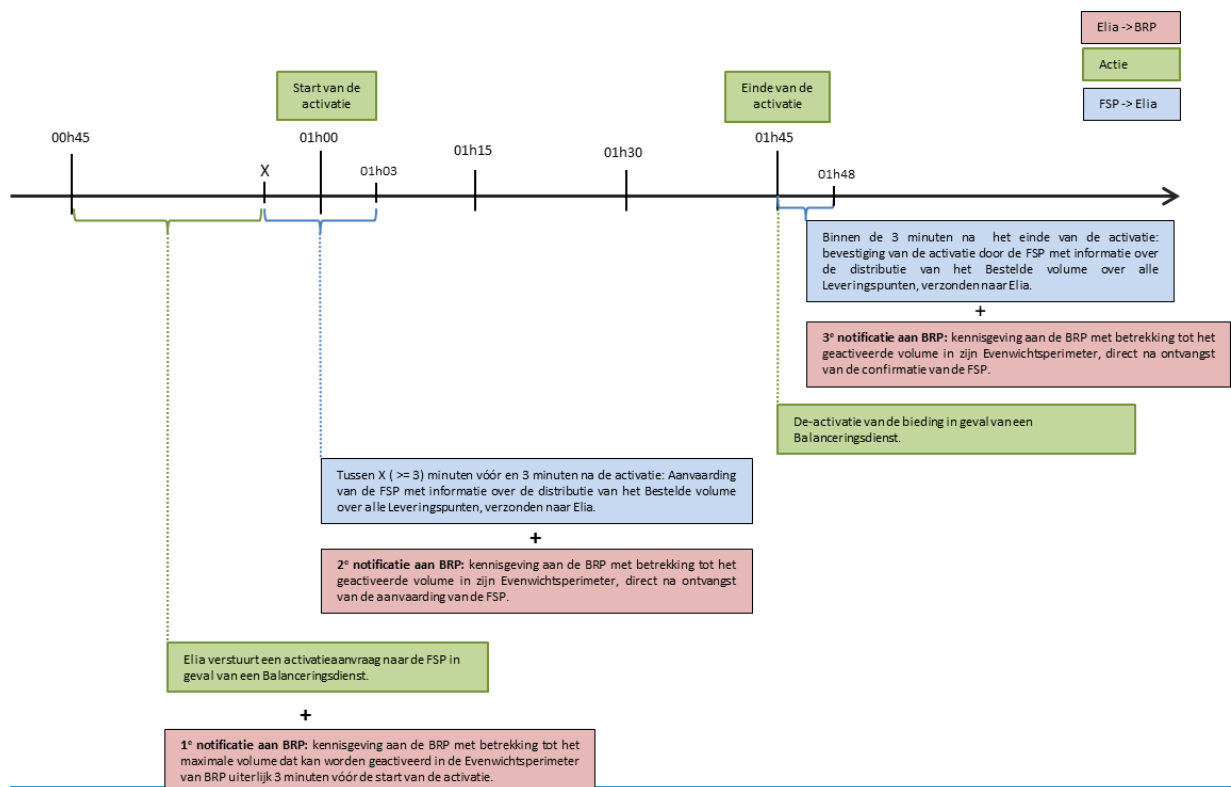 Elia -> BRP
Actie
FSP -> Elia
Start van de
activatie
Einde van de
activatie
00h45
X
01h00
01h03
01h15
01h30
01h45
01h48
Binnen de 3 minuten na het einde van de activatie:
bevestiging van de activatie door de FSP met informatie over
de distributie van het Bestelde volume over alle
Leveringspunten, verzonden naar Elia.
+
3e notificatie aan BRP: kennisgeving aan de BRP met betrekking tot het
geactiveerde volume in zijn Evenwichtsperimeter, direct na ontvangst
van de confirmatie van de FSP.
De-activatie van de bieding in geval van een
Balanceringsdienst.
Tussen X ( >= 3) minuten vóór en 3 minuten na de activatie: Aanvaarding
van de FSP met informatie over de distributie van het Bestelde volume
over alle Leveringspunten, verzonden naar Elia.
+
2e notificatie aan BRP: kennisgeving aan de BRP met betrekking tot het
geactiveerde volume in zijn Evenwichtsperimeter, direct na ontvangst
van de aanvaarding van de FSP.
Elia verstuurt een activatieaanvraag naar de FSP in
geval van een Balanceringsdienst.
+
1e notificatie aan BRP: kennisgeving aan de BRP met betrekking tot het
maximale volume dat kan worden geactiveerd in de Evenwichtsperimeter
van BRP uiterlijk 3 minuten vóór de start van de activatie.